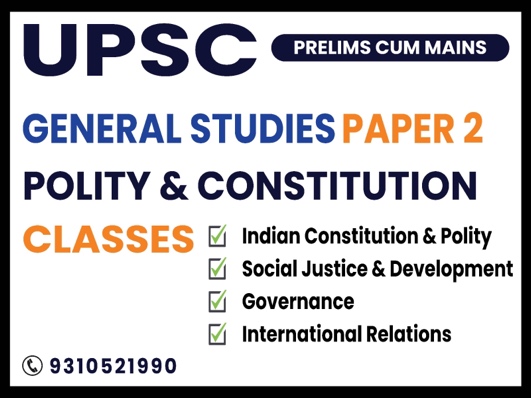 UPSC
PRELIMS CUM MAINS
GENERAL STUDIES PAPER 2
POLITY & CONSTITUTION
CLASSES
Indian Constitution & Polity
Social Justice & Development
Governance
International Relations
9310521990